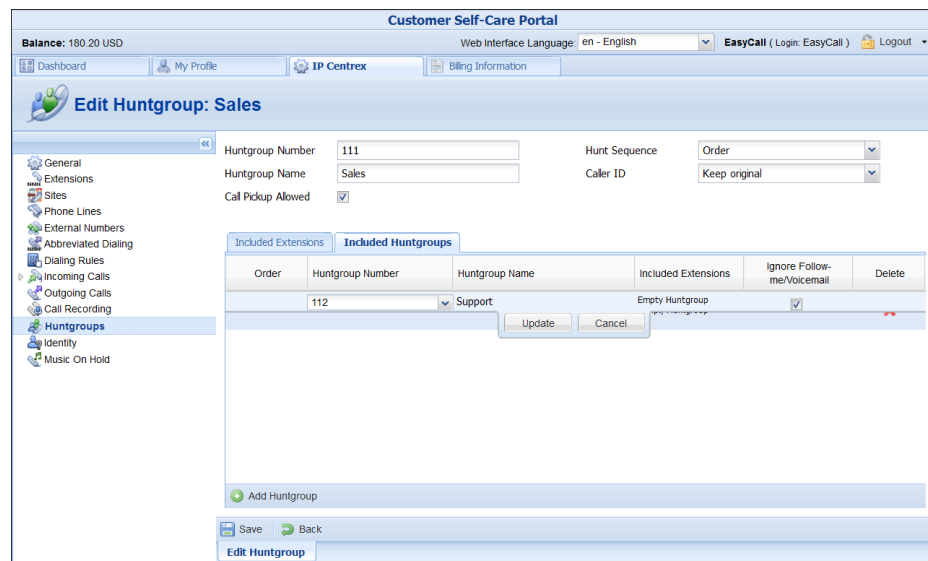 Customer Self-Care Portal
Balance: 180.20 USD Web Interface Language: en - English EasyCall ( Login: EasyCall ) Logout
Dashboard My Profile IP Centrex Billing Information
Edit Huntgroup: Sales
General
Extensions
Sites
Phone Lines
External Numbers
Abbreviated Dialing
Dialing Rules
Incoming Calls
Outgoing Calls
Call Recording
Huntgroups
Identity
Music On Hold
Huntgroup Number 111 Hunt Sequence Order
Huntgroup Name Sales Caller ID Keep original
Call Pickup Allowed
Included Extensions Included Huntgroups
Order Huntgroup Number Huntgroup Name Included Extensions Ignore Follow-
me/Voicemail Delete
112 Support Empty Huntgroup
Update Cancel
Add Huntgroup
Save Back
Edit Huntgroup